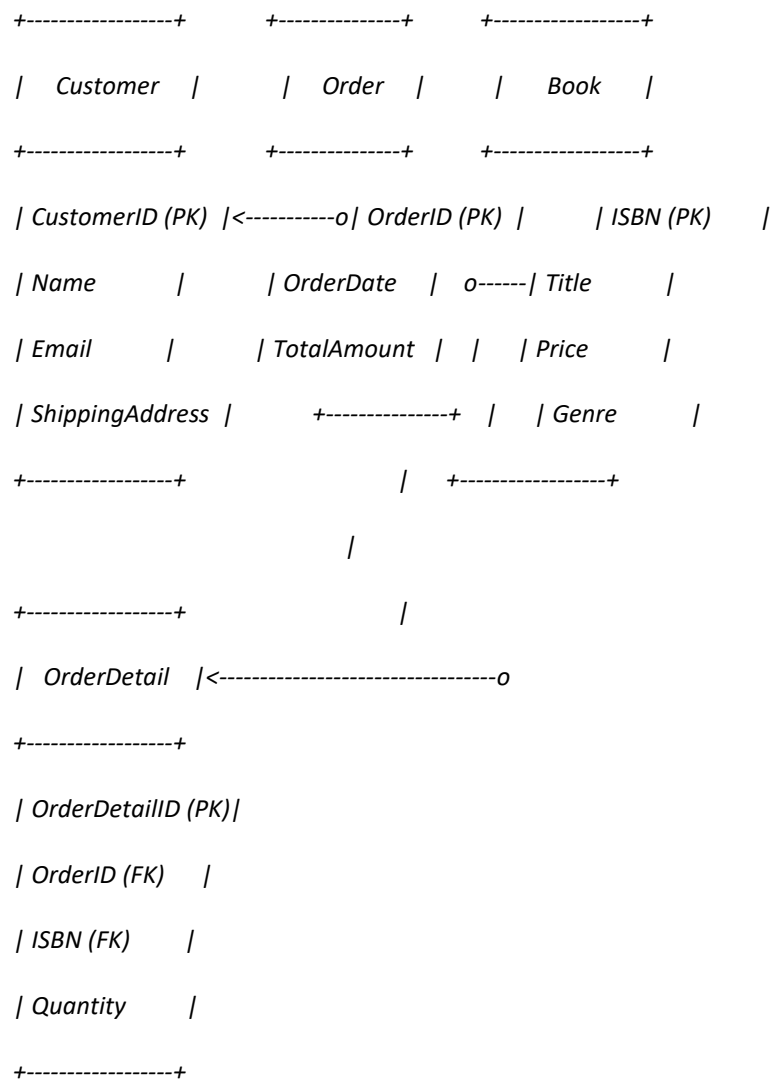 +------------------+ +---------------+ +------------------+
| Customer | | Order | | Book |
+------------------+ +---------------+ +------------------+
| CustomerID (PK) |<-----------o| OrderID (PK) | | ISBN (PK) |
| Name | | OrderDate | o------| Title |
| Email | | TotalAmount | | | Price |
| ShippingAddress | +---------------+ | | Genre |
+------------------+ | +------------------+
|
+------------------+ |
| OrderDetail |<----------------------------------o
+------------------+
| OrderDetailID (PK)|
| OrderID (FK) |
| ISBN (FK) |
| Quantity |
+------------------+